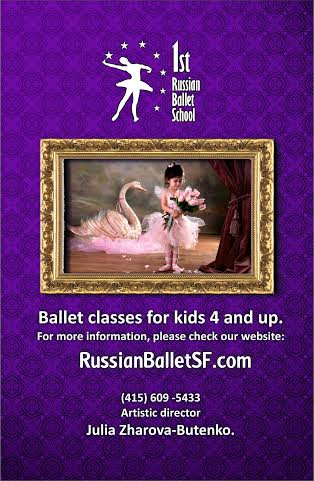 1st
Russian
Ballet
School
Ballet classes for kids 4 and up.
For more information, please check our website:
RussianBalletSF.com
(415) 609 -5433
Artistic director
Julia Zharova-Butenko.